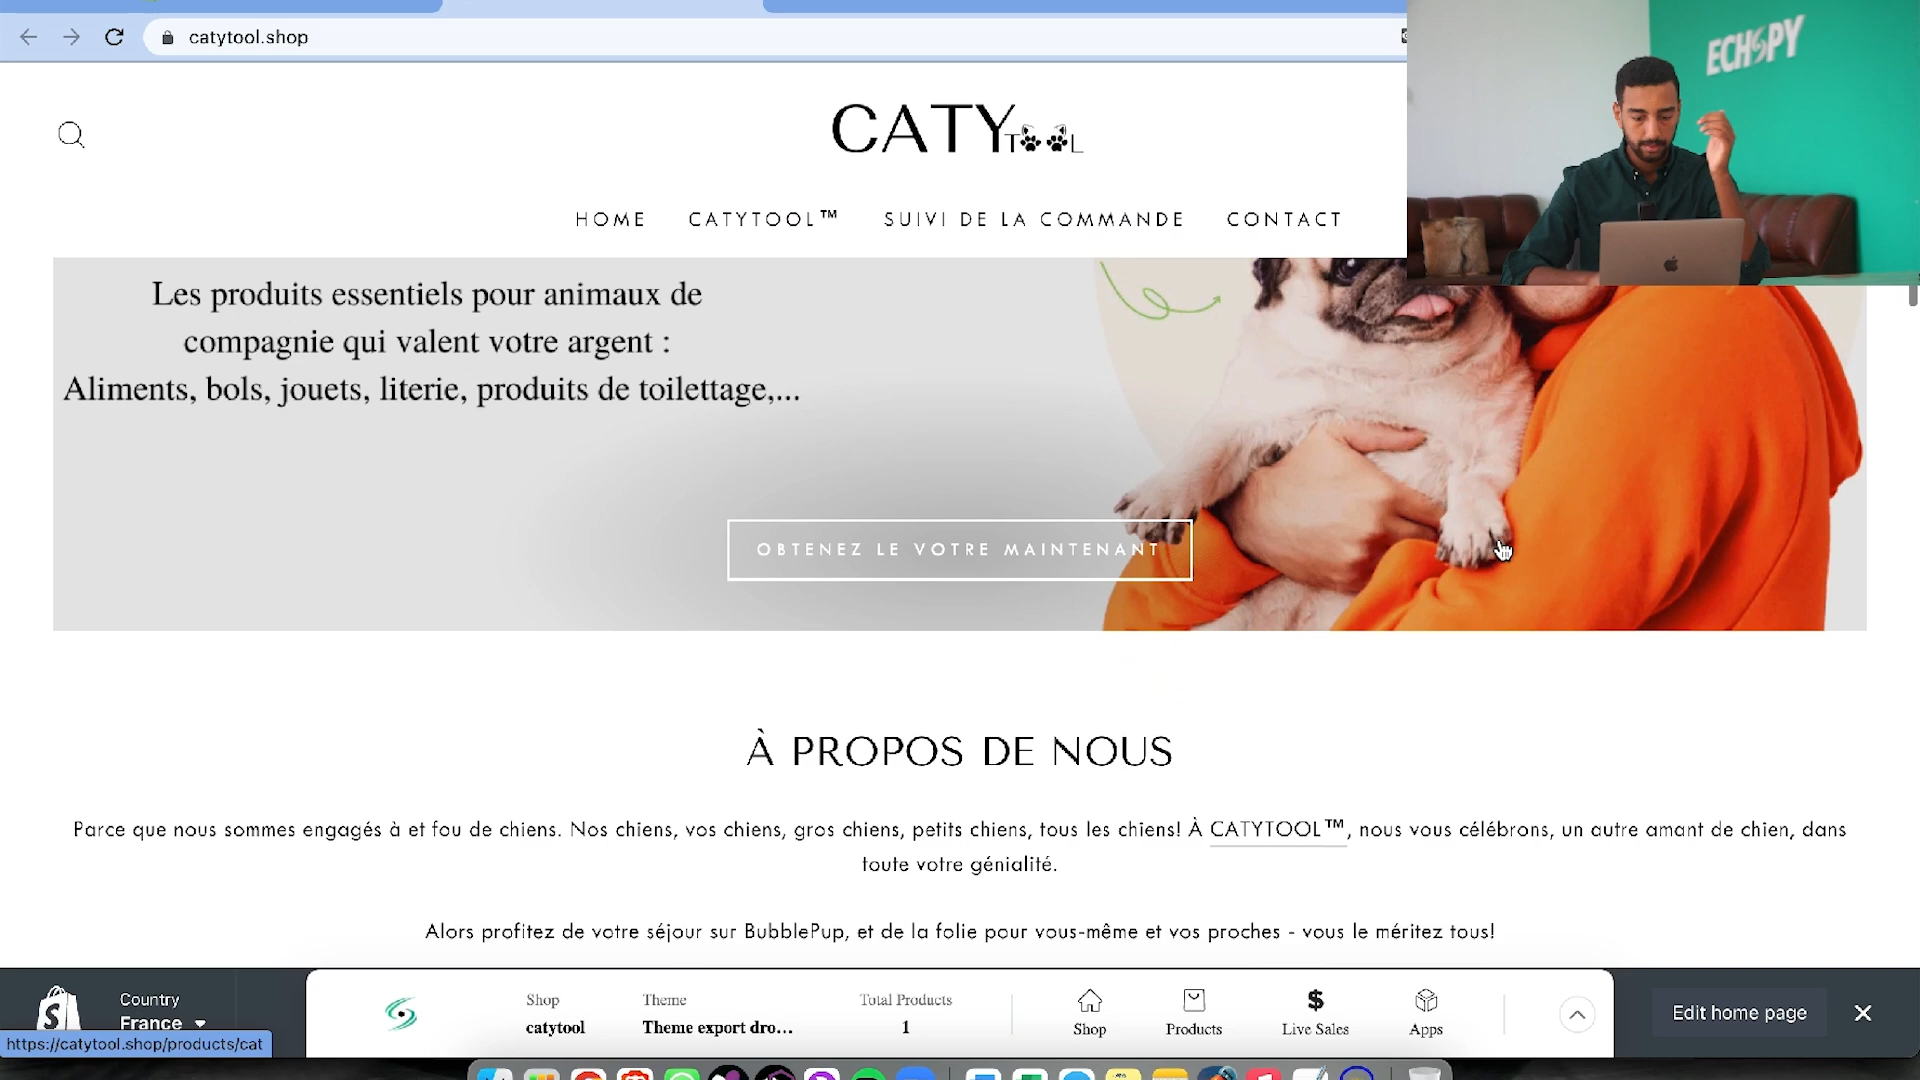 catytool.shop
ECHOPY
CATY TOOL
HOME CATYTOOL™ SUIVI DE LA COMMANDE CONTACT
Les produits essentiels pour animaux de
compagnie qui valent votre argent :
Aliments, bols, jouets, literie, produits de toilettage,...
OBTENEZ LE VOTRE MAINTENANT
À PROPOS DE NOUS
Parce que nous sommes engagés à et fou de chiens. Nos chiens, vos chiens, gros chiens, petits chiens, tous les chiens! À CATYTOOL™, nous vous célébrons, un autre amant de chien, dans
toute votre génialité.
Alors profitez de votre séjour sur BubblePup, et de la folie pour vous-même et vos proches - vous le méritez tous!
Country
France
https://catytool.shop/products/cat
Shop
catytool
Theme
Theme export dro...
Total Products
1
Shop
Products
Live Sales
Apps
Edit home page